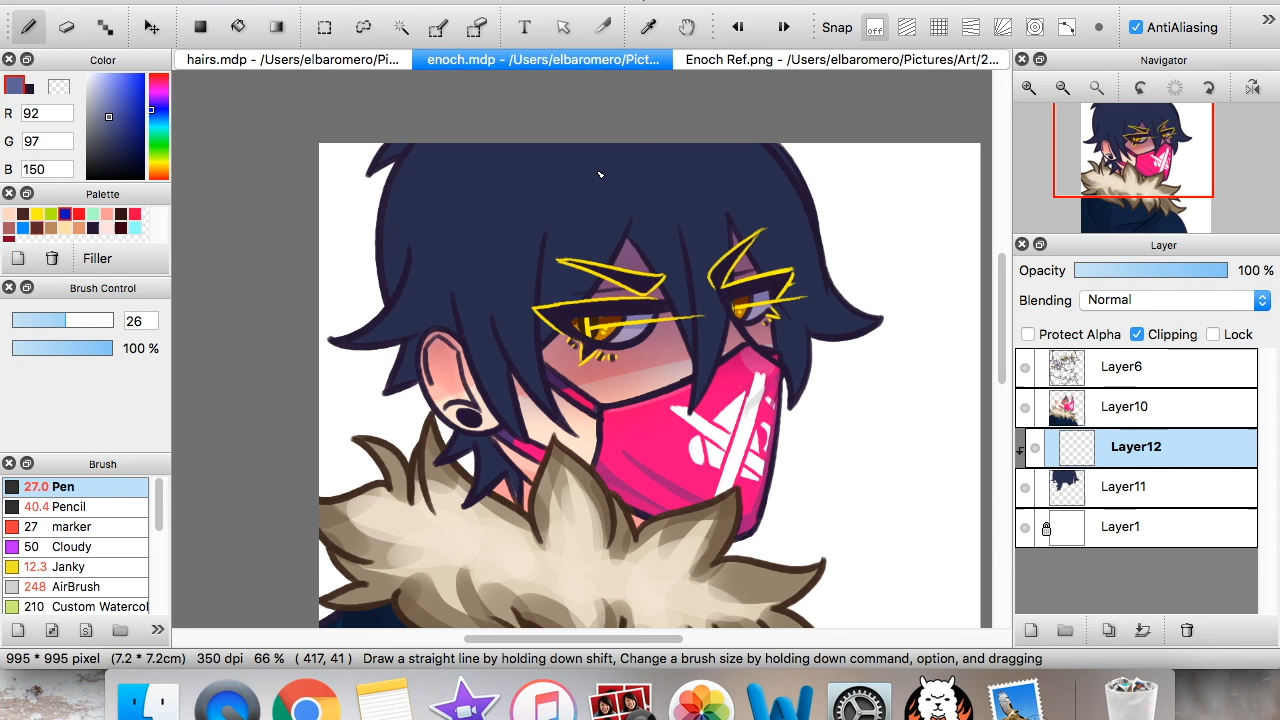 Snap
off
AntiAliasing
Color
hairs.mdp - /Users/elbaromero/Pi...
enoch.mdp - /Users/elbaromero/Pict...
Enoch Ref.png - /Users/elbaromero/Pictures/Art/2...
Navigator
R 92
G 97
B 150
Palette
Filler
Brush Control
26
100 %
Layer
Opacity 100 %
Blending Normal
Protect Alpha Clipping Lock
Layer6
Layer10
Layer12
Layer11
Layer1
Brush
27.0 Pen
40.4 Pencil
27 marker
50 Cloudy
12.3 Janky
248 AirBrush
210 Custom Watercol
995 * 995 pixel (7.2 * 7.2cm) 350 dpi 66 % ( 417, 41 ) Draw a straight line by holding down shift, Change a brush size by holding down command, option, and dragging